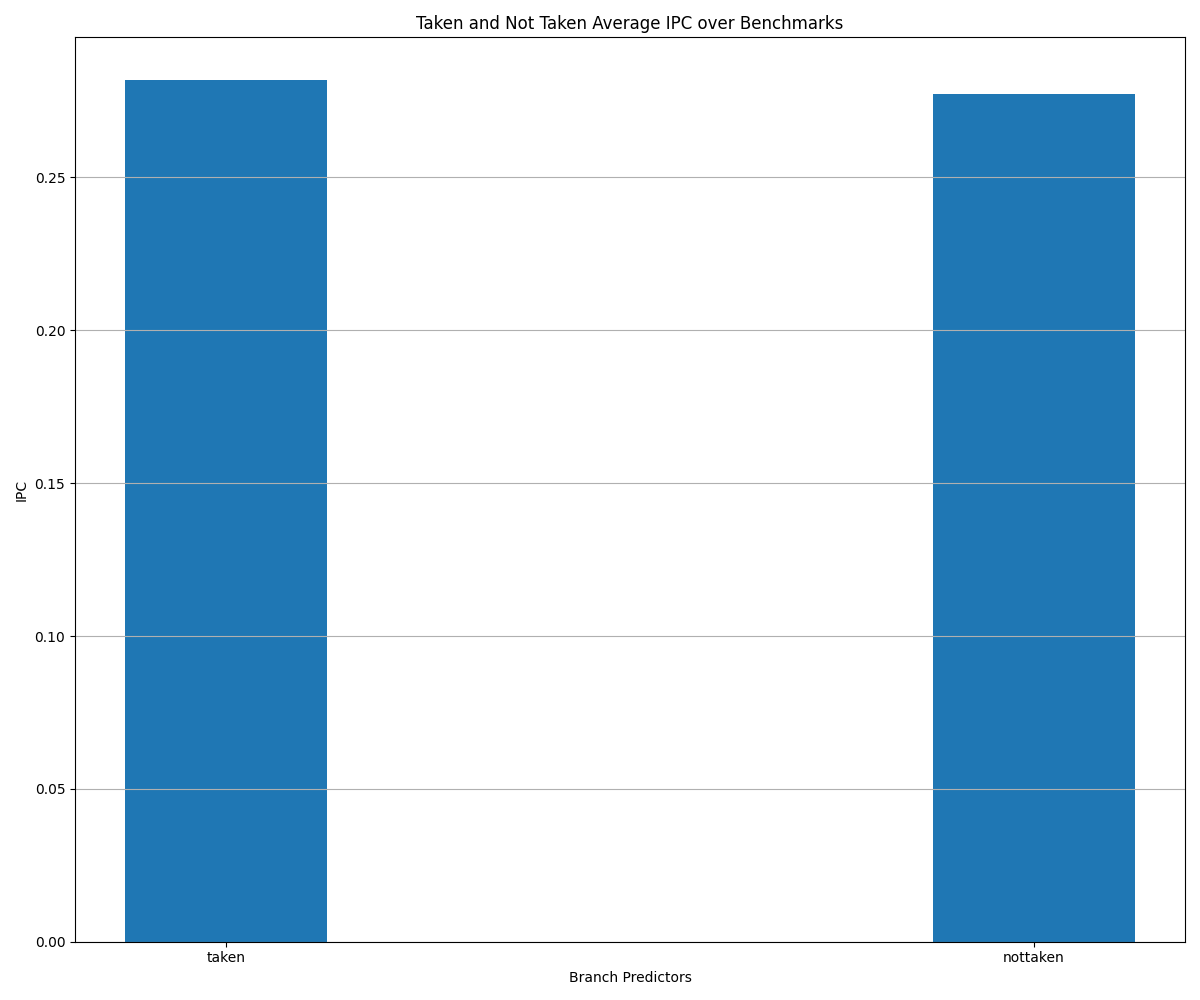 Taken and Not Taken Average IPC over Benchmarks
IPC
0.25
0.20
0.15
0.10
0.05
0.00
taken
nottaken
Branch Predictors